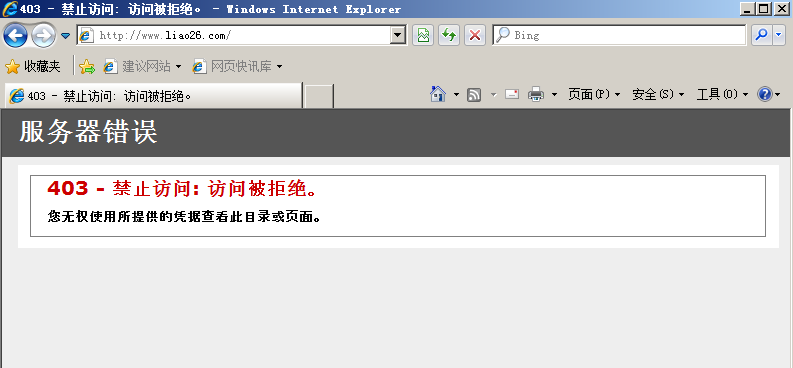 403 - 禁止访问: 访问被拒绝。 - Windows Internet Explorer
http://www.liao26.com/
Bing
收藏夹
建议网站
网页快讯库
403 - 禁止访问: 访问被拒绝。
页面(P)
安全(S)
工具(O)
服务器错误
403 - 禁止访问: 访问被拒绝。
您无权使用所提供的凭据查看此目录或页面。